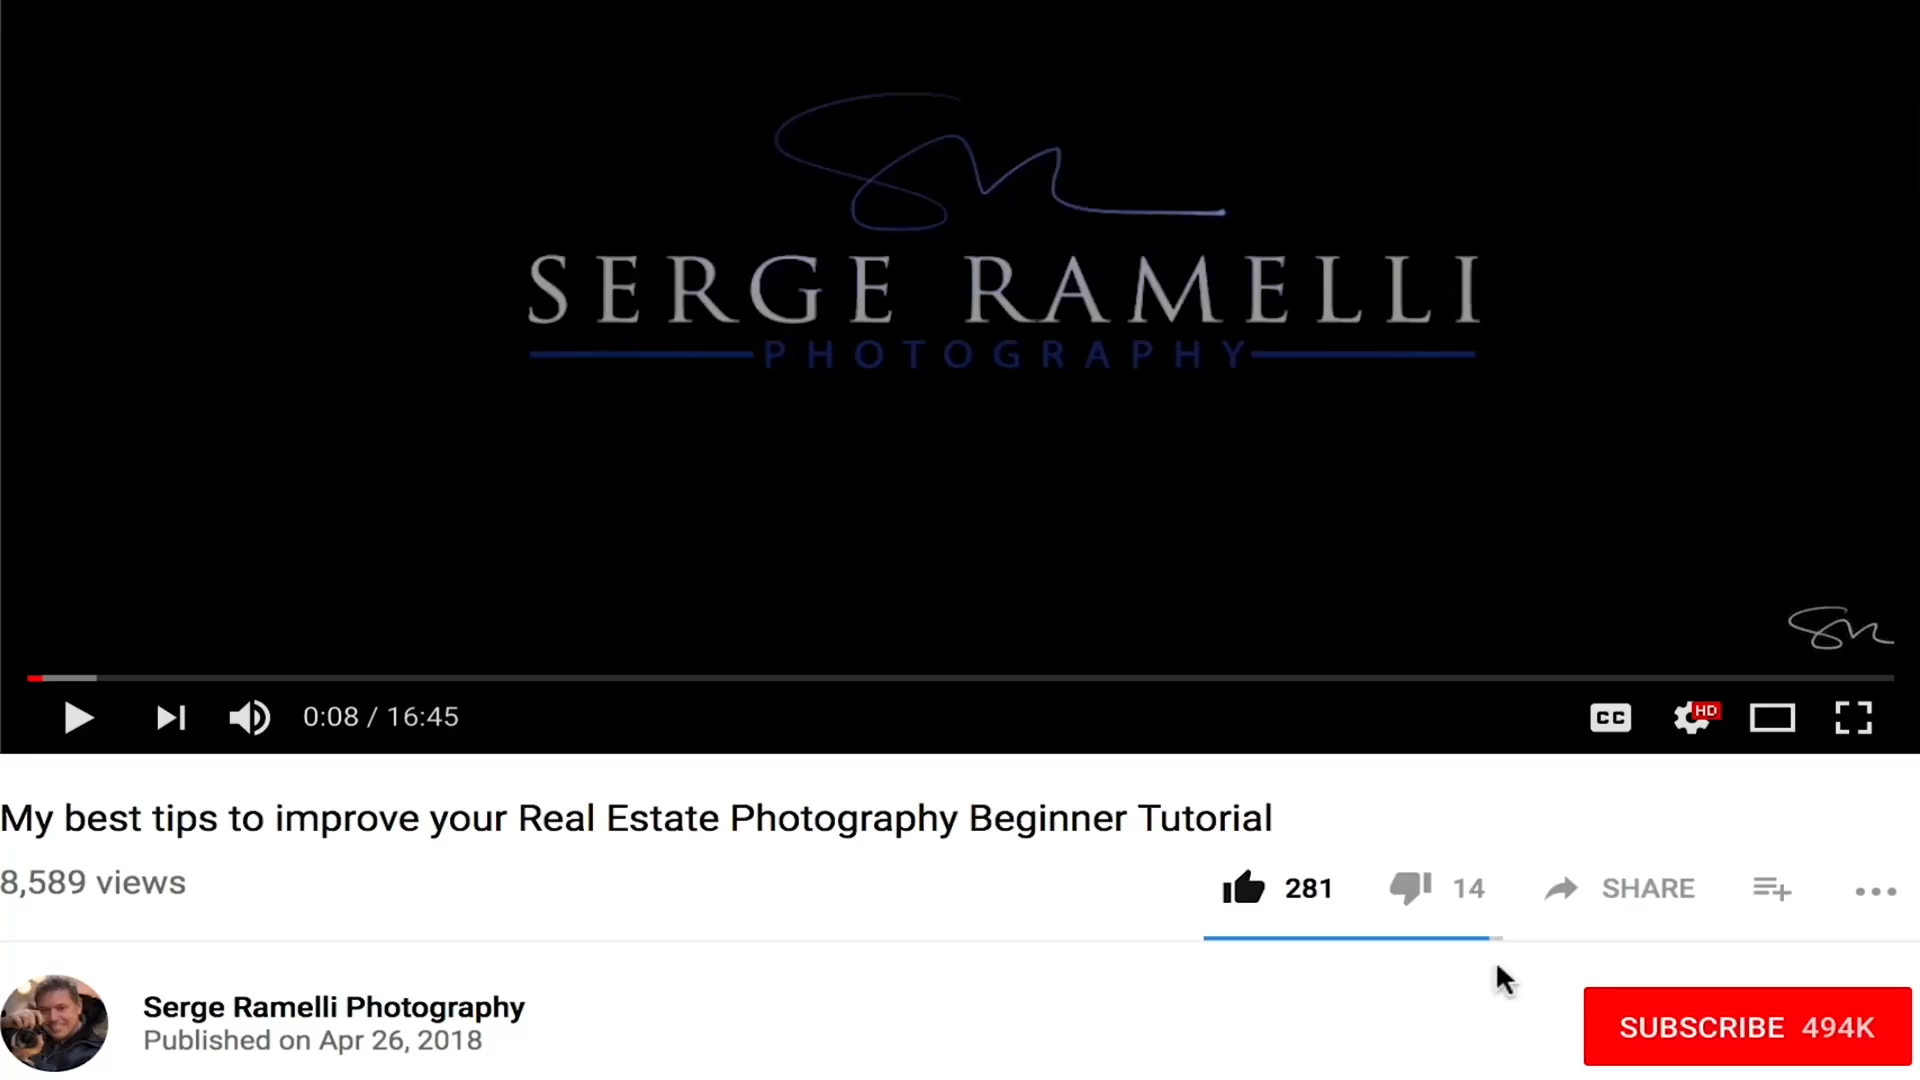 SERGE RAMELLI
PHOTOGRAPHY
0:08 / 16:45
CC
HD
My best tips to improve your Real Estate Photography Beginner Tutorial
8,589 views
281
14
SHARE
Serge Ramelli Photography
Published on Apr 26, 2018
SUBSCRIBE 494K